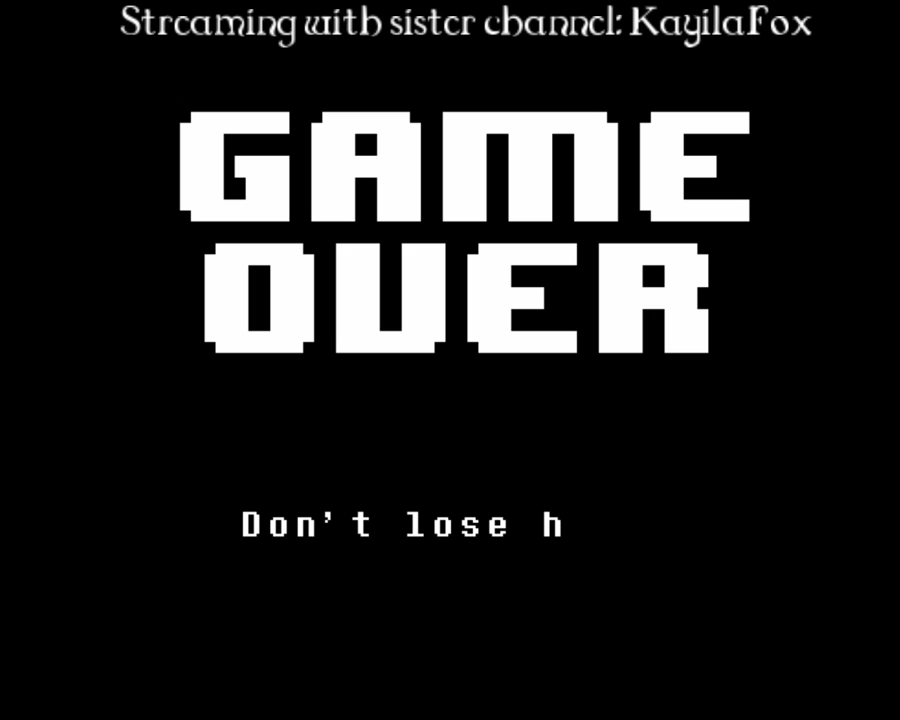 Streaming with sister channel: KayilaFox
GAME
OVER
Don't lose h